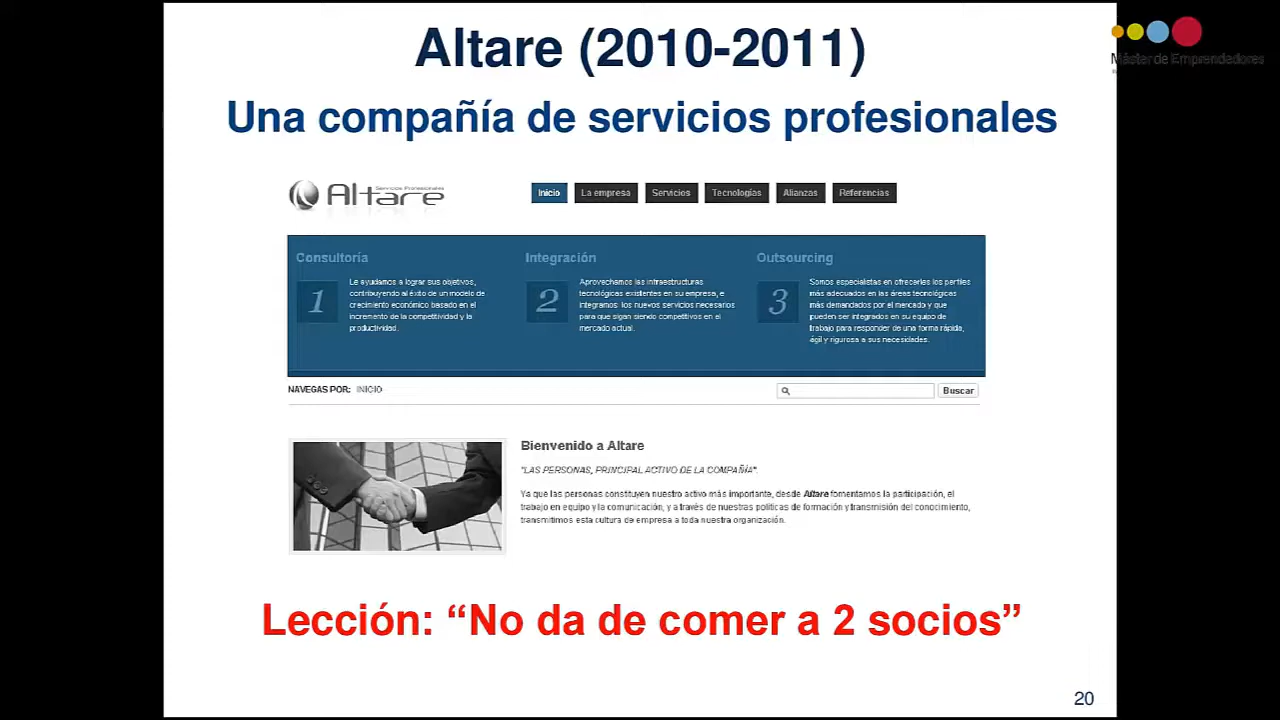 Altare (2010-2011)
Máster de Emprendedores
Una compañía de servicios profesionales
Servicios Profesionales
Altare
Inicio
La empresa
Servicios
Tecnologías
Alianzas
Referencias
Consultoría
1
Le ayudamos a lograr sus objetivos,
contribuyendo al éxito de un modelo de
crecimiento económico basado en el
incremento de la competitividad y la
productividad.
Integración
2
Aprovechamos las infraestructuras
tecnológicas existentes en su empresa, e
integramos los nuevos servicios necesarios
para que sigan siendo competitivos en el
mercado actual.
Outsourcing
3
Somos especialistas en ofrecerles los perfiles
más adecuados en las áreas tecnológicas
más demandados por el mercado y que
pueden ser integrados en su equipo de
trabajo para responder de una forma rápida,
ágil y rigurosa a sus necesidades.
NAVEGAS POR: INICIO
Buscar
Bienvenido a Altare
"LAS PERSONAS, PRINCIPAL ACTIVO DE LA COMPAÑÍA".
Ya que las personas constituyen nuestro activo más importante, desde Altare fomentamos la participación, el
trabajo en equipo y la comunicación, y a través de nuestras políticas de formación y transmisión del conocimiento,
transmitimos esta cultura de empresa a toda nuestra organización.
Lección: “No da de comer a 2 socios”
20